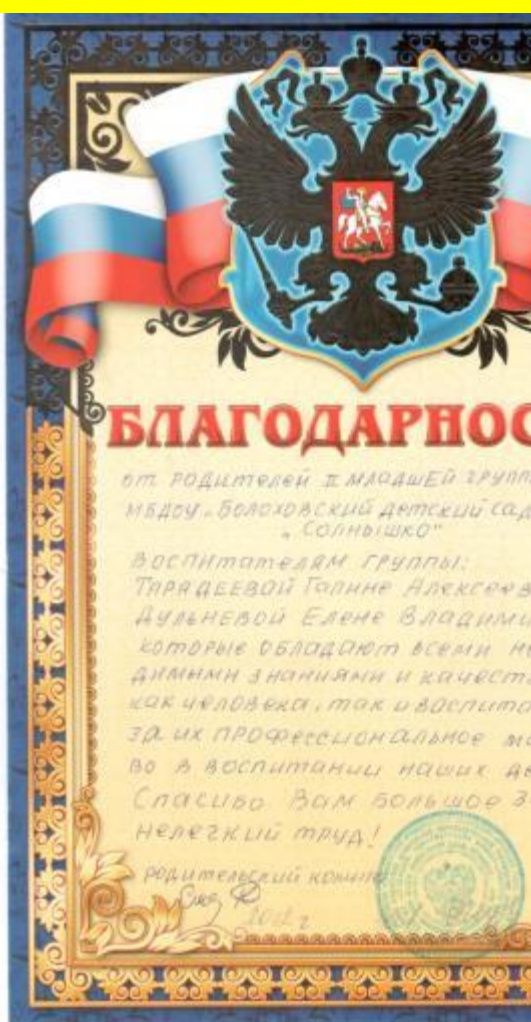 БЛАГОДАРНОС
от родителей II младшей групп
МБДОУ „Болоховский детский сад
„Солнышко"
Воспитателям группы:
Тарадеевой Галине Алексеев
Дульневой Елене Владими
которые обладают всеми не
димыми знаниями и качест
как человека, так и воспита
за их профессиональное ма
во в воспитании наших де
Спасибо Вам большое з
нелегкий труд!
родительский комит
2012 г